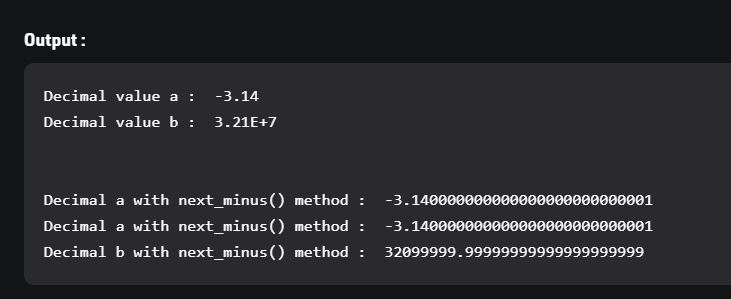 Output :
Decimal value a :  -3.14
Decimal value b :  3.21E+7
Decimal a with next_minus() method :  -3.140000000000000000000000001
Decimal a with next_minus() method :  -3.140000000000000000000000001
Decimal b with next_minus() method :  32099999.99999999999999999999